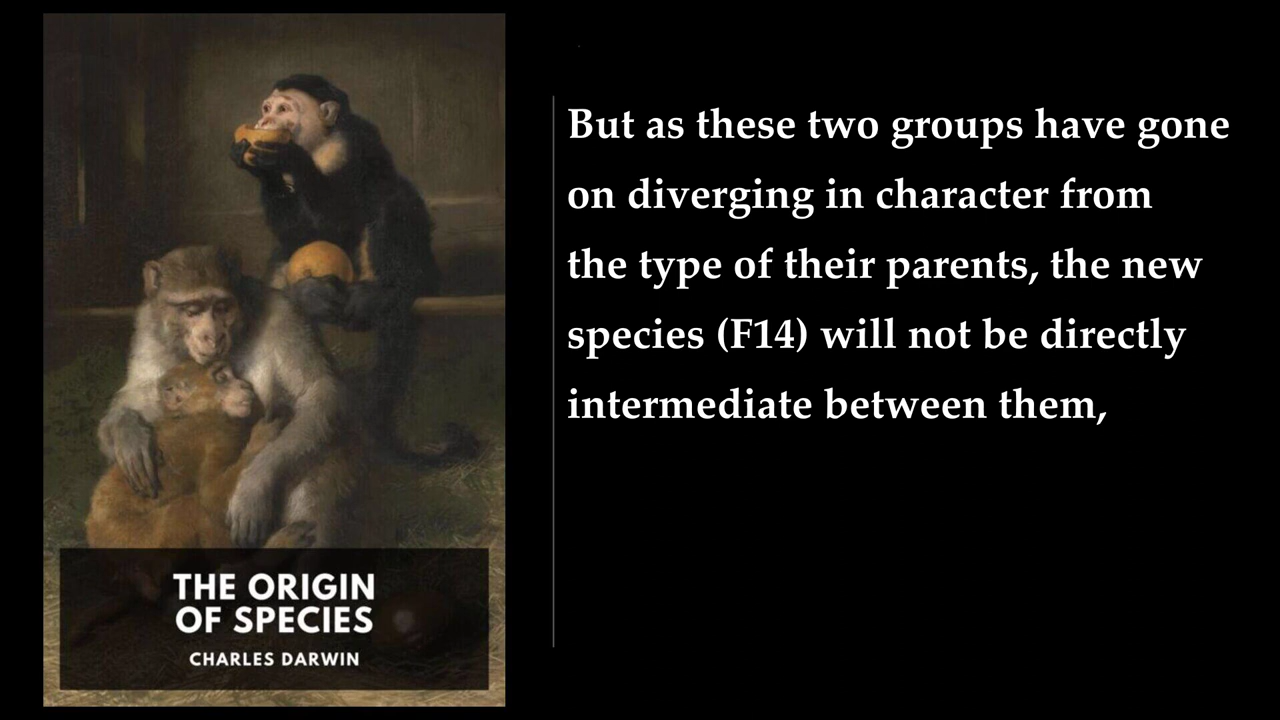 But as these two groups have gone
on diverging in character from
the type of their parents, the new
species (F14) will not be directly
intermediate between them,
THE ORIGIN
OF SPECIES
CHARLES DARWIN